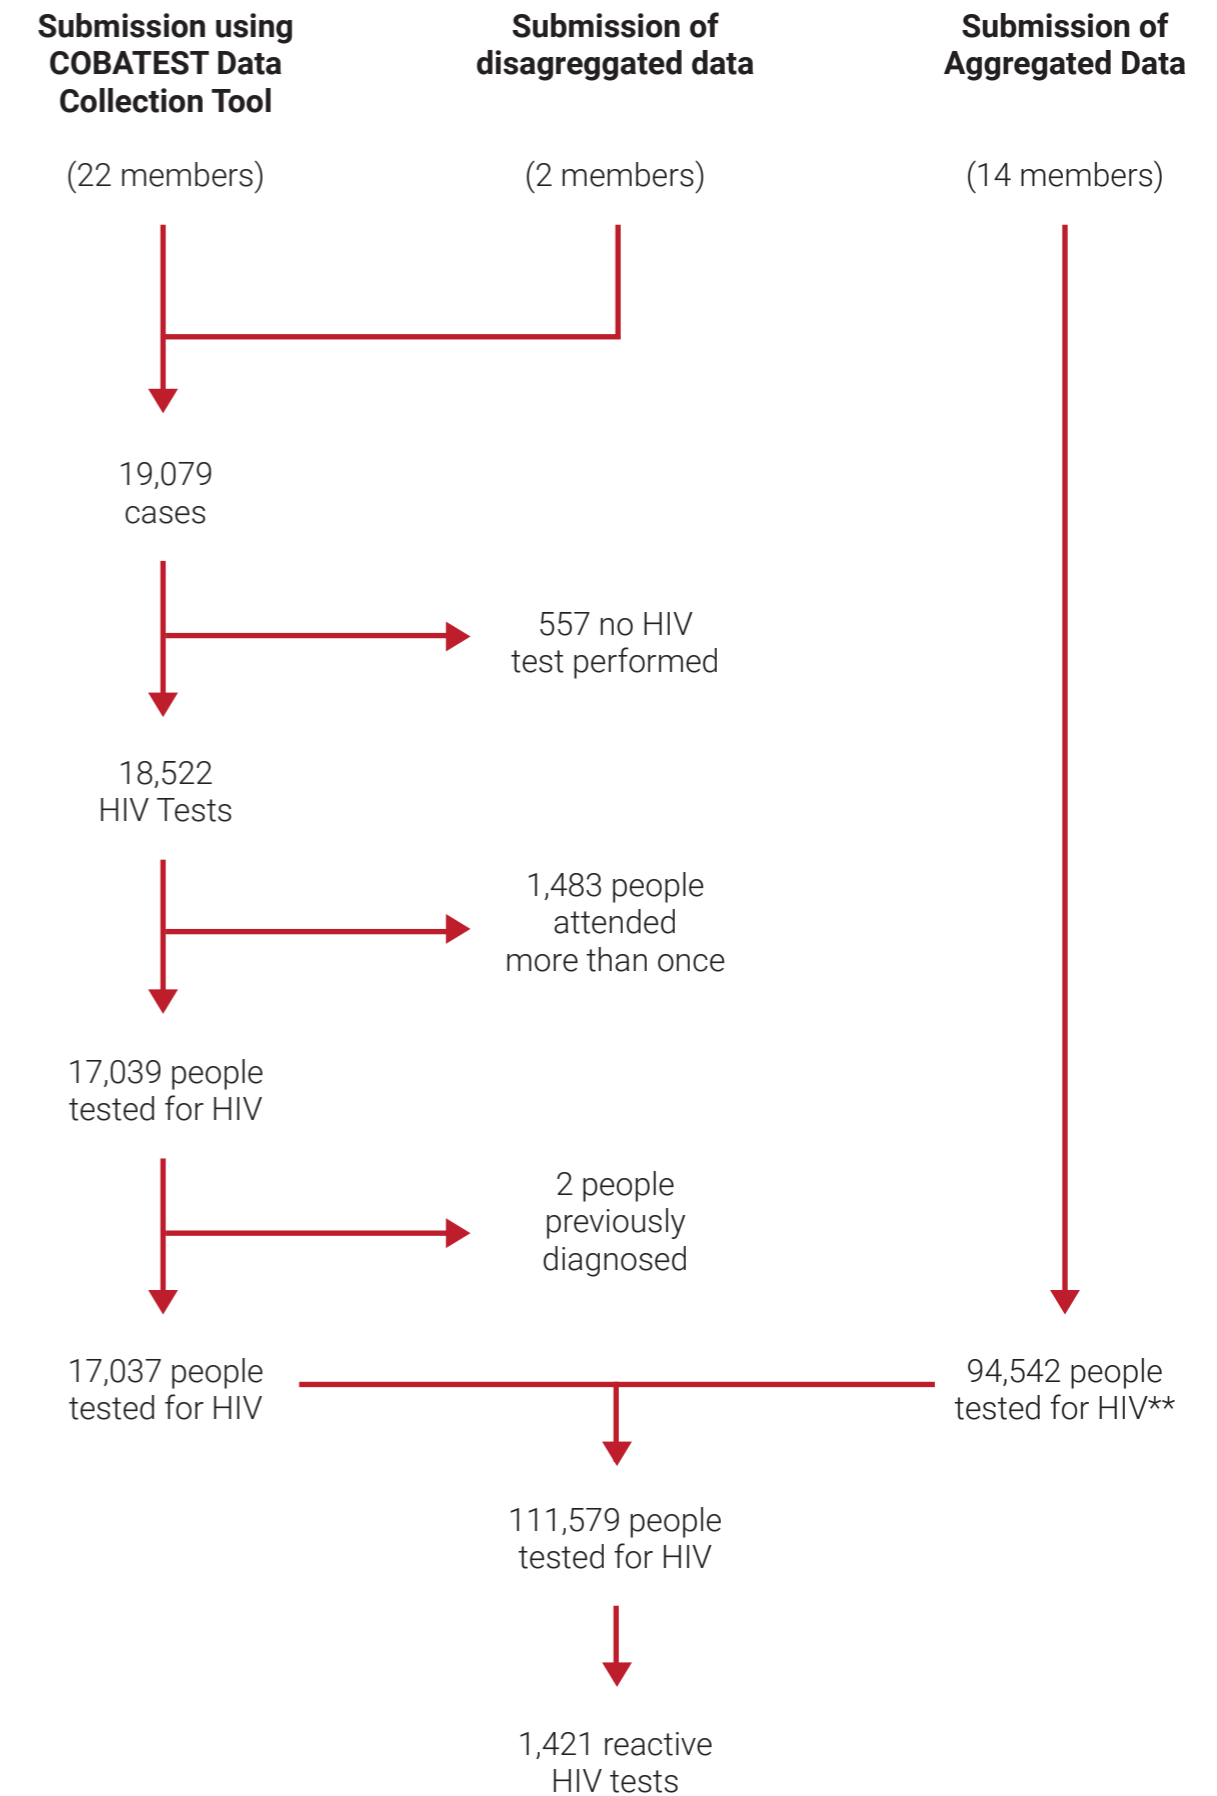 Submission using
COBATEST Data
Collection Tool
(22 members)
Submission of
disagreggated data
(2 members)
Submission of
Aggregated Data
(14 members)
19,079
cases
557 no HIV
test performed
18,522
HIV Tests
1,483 people
attended
more than once
17,039 people
tested for HIV
2 people
previously
diagnosed
17,037 people
tested for HIV
94,542 people
tested for HIV**
111,579 people
tested for HIV
1,421 reactive
HIV tests